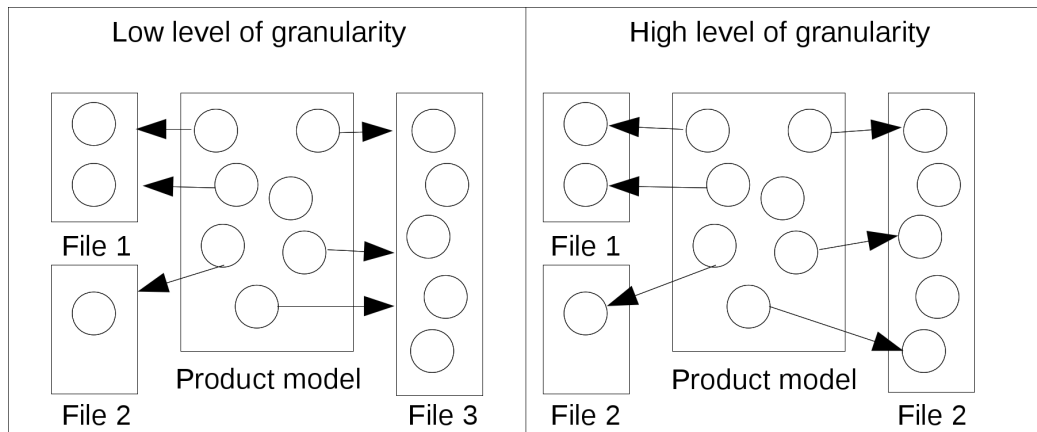 Low level of granularity
File 1
Product model
File 2
File 3
High level of granularity
File 1
Product model
File 2
File 2